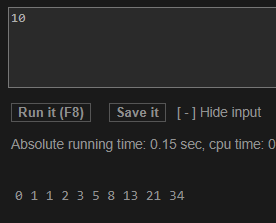 10
Run it (F8) Save it [ - ] Hide input
Absolute running time: 0.15 sec, cpu time: 0
0 1 1 2 3 5 8 13 21 34